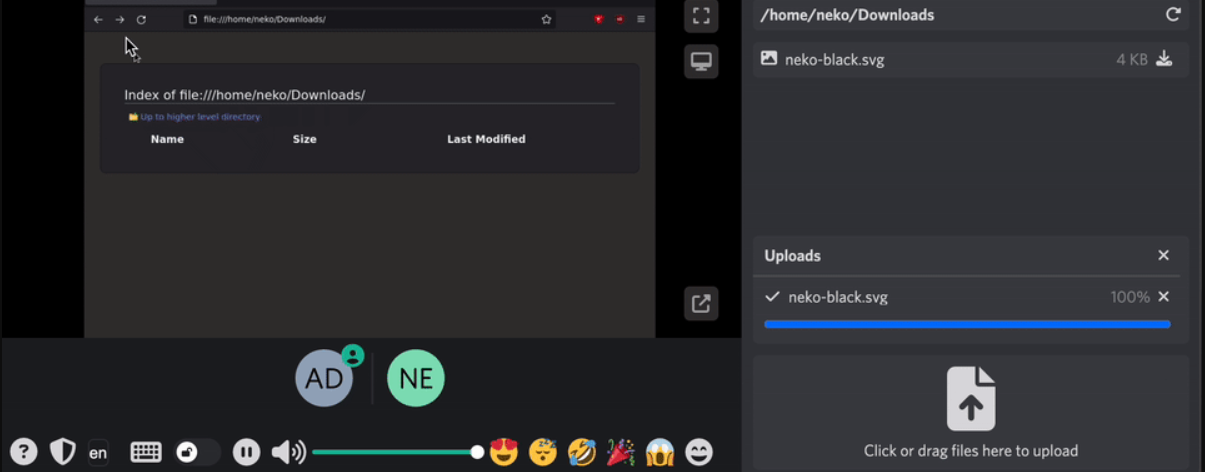 file:///home/neko/Downloads/
Index of file:///home/neko/Downloads/
Up to higher level directory
Name Size Last Modified
AD NE
en
/home/neko/Downloads
neko-black.svg 4 KB
Uploads
neko-black.svg 100%
Click or drag files here to upload